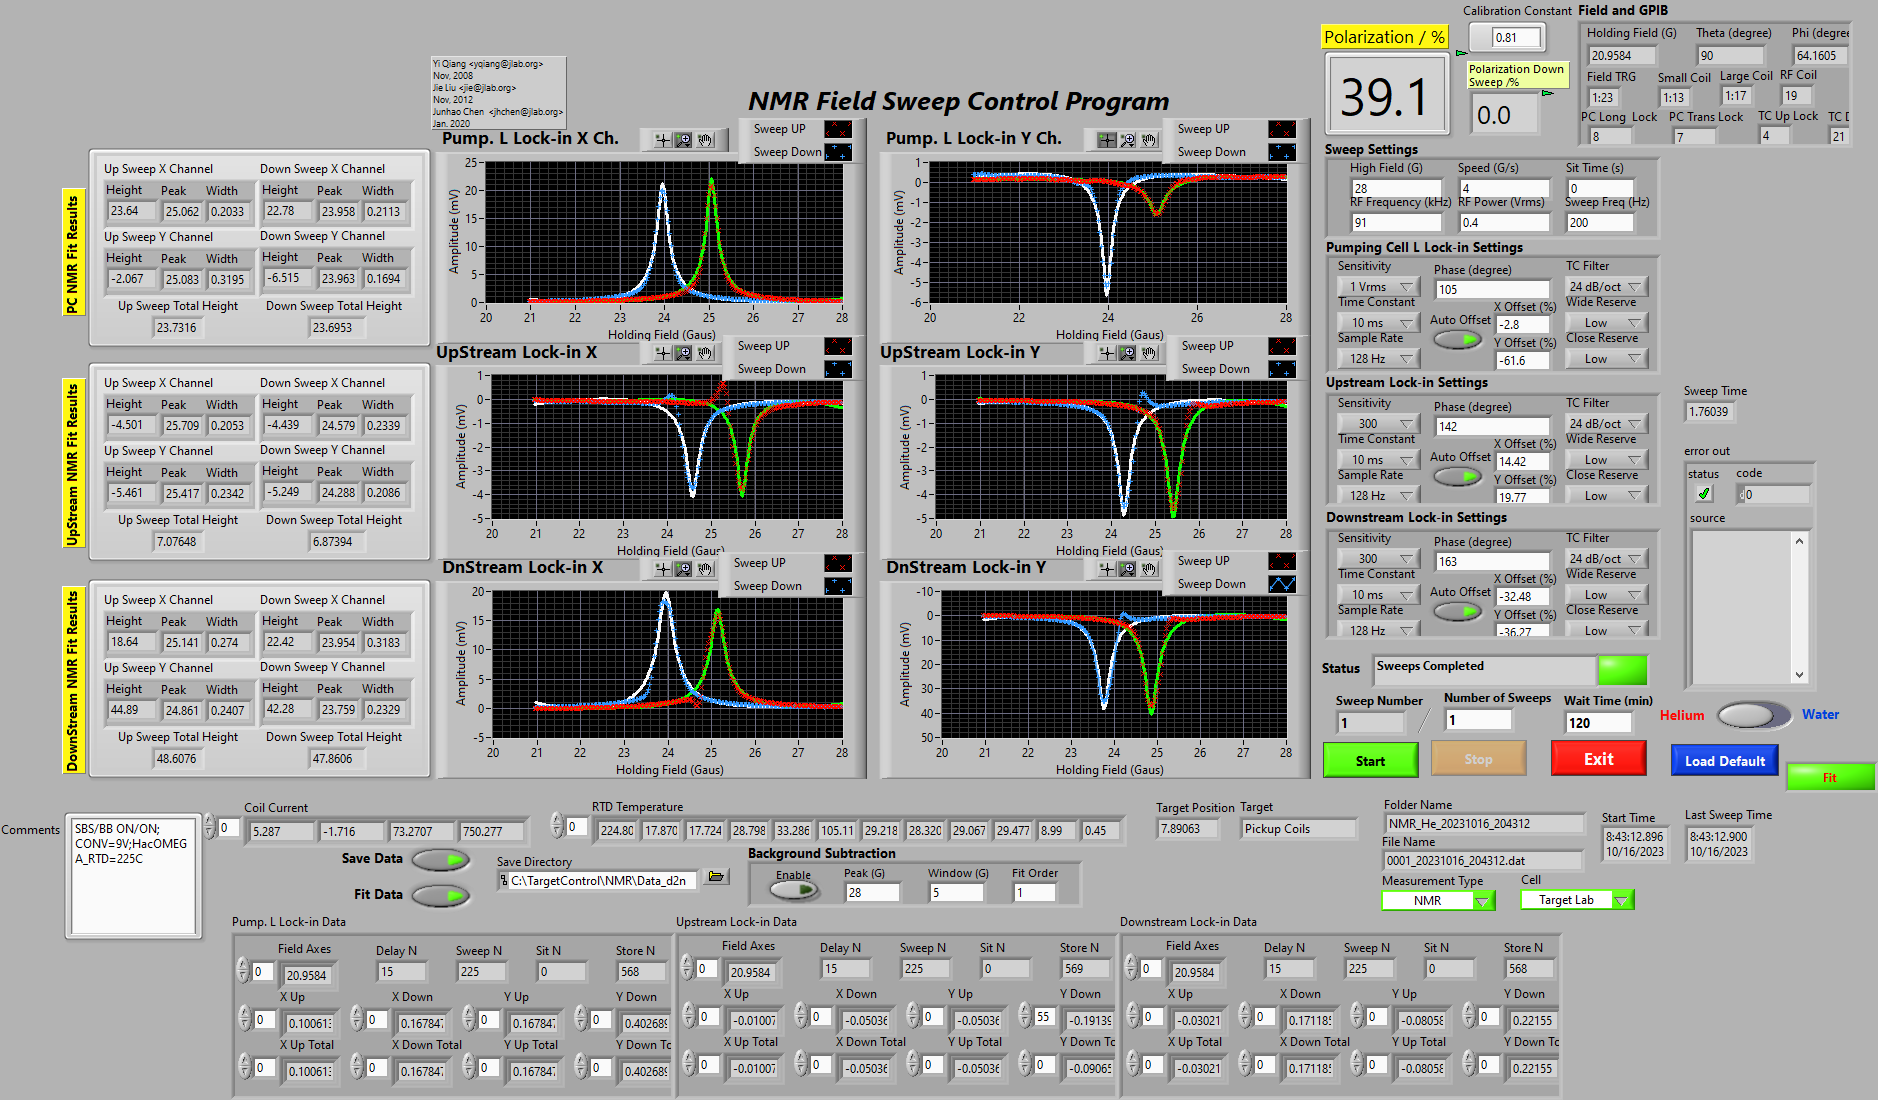 Yi Qiang <yqiang@jlab.org>
Nov, 2008
Jie Liu <jie@jlab.org>
Nov, 2012
Junhao Chen <jhchen@jlab.org>
Jan. 2020
NMR Field Sweep Control Program
Polarization / %
39.1
Calibration Constant
0.81
Polarization Down Sweep /%
0.0
Field and GPIB
Holding Field (G) Theta (degree) Phi (degree
20.9584 90 64.1605
Field TRG Small Coil Large Coil RF Coil
1:23 1:13 1:17 19
PC Long Lock PC Trans Lock TC Up Lock TC D
8 7 4 21
PC NMR Fit Results
Up Sweep X Channel Down Sweep X Channel
Height Peak Width Height Peak Width
23.64 25.062 0.2033 22.78 23.958 0.2113
Up Sweep Y Channel Down Sweep Y Channel
Height Peak Width Height Peak Width
-2.067 25.083 0.3195 -6.515 23.963 0.1694
Up Sweep Total Height Down Sweep Total Height
23.7316 23.6953
UpStream NMR Fit Results
Up Sweep X Channel Down Sweep X Channel
Height Peak Width Height Peak Width
-4.501 25.709 0.2053 -4.439 24.579 0.2339
Up Sweep Y Channel Down Sweep Y Channel
Height Peak Width Height Peak Width
-5.461 25.417 0.2342 -5.249 24.288 0.2086
Up Sweep Total Height Down Sweep Total Height
7.07648 6.87394
DownStream NMR Fit Results
Up Sweep X Channel Down Sweep X Channel
Height Peak Width Height Peak Width
18.64 25.141 0.274 22.42 23.954 0.3183
Up Sweep Y Channel Down Sweep Y Channel
Height Peak Width Height Peak Width
44.89 24.861 0.2407 42.28 23.759 0.2329
Up Sweep Total Height Down Sweep Total Height
48.6076 47.8606
Pump. L Lock-in X Ch.
Sweep UP
Sweep Down
Amplitude (mV)
25
20
15
10
5
0
20 21 22 23 24 25 26 27 28
Holding Field (Gaus)
Pump. L Lock-in Y Ch.
Sweep UP
Sweep Down
Amplitude (mV)
1
0
-1
-2
-3
-4
-5
-6
20 22 24 26 28
Holding Field (Gaus)
UpStream Lock-in X
Sweep UP
Sweep Down
Amplitude (mV)
1
0
-1
-2
-3
-4
-5
20 21 22 23 24 25 26 27 28
Holding Field (Gaus)
UpStream Lock-in Y
Sweep UP
Sweep Down
Amplitude (mV)
1
0
-1
-2
-3
-4
-5
20 21 22 23 24 25 26 27 28
Holding Field (Gaus)
DnStream Lock-in X
Sweep UP
Sweep Down
Amplitude (mV)
20
15
10
5
0
-5
20 21 22 23 24 25 26 27 28
Holding Field (Gaus)
DnStream Lock-in Y
Sweep UP
Sweep Down
Amplitude (mV)
-10
0
10
20
30
40
50
20 21 22 23 24 25 26 27 28
Holding Field (Gaus)
Sweep Settings
High Field (G) Speed (G/s) Sit Time (s)
28 4 0
RF Frequency (kHz) RF Power (Vrms) Sweep Freq (Hz)
91 0.4 200
Pumping Cell L Lock-in Settings
Sensitivity Phase (degree) TC Filter
1 Vrms 105 24 dB/oct
Time Constant X Offset (%) Wide Reserve
10 ms Auto Offset -2.8 Low
Sample Rate Y Offset (%) Close Reserve
128 Hz -61.6 Low
Upstream Lock-in Settings
Sensitivity Phase (degree) TC Filter
300 142 24 dB/oct
Time Constant X Offset (%) Wide Reserve
10 ms Auto Offset 14.42 Low
Sample Rate Y Offset (%) Close Reserve
128 Hz 19.77 Low
Downstream Lock-in Settings
Sensitivity Phase (degree) TC Filter
300 163 24 dB/oct
Time Constant X Offset (%) Wide Reserve
10 ms Auto Offset -32.48 Low
Sample Rate Y Offset (%) Close Reserve
128 Hz -36.27 Low
Sweep Time
1.76039
error out
status code
0
source
Status Sweeps Completed
Sweep Number Number of Sweeps Wait Time (min)
1 / 1 120
Helium Water
Start Stop Exit Load Default Fit
Comments
SBS/BB ON/ON;
CONV=9V;HacOMEG
A_RTD=225C
Coil Current
0 5.287 -1.716 73.2707 750.277
RTD Temperature
0 224.80 17.870 17.724 28.798 33.286 105.11 29.218 28.320 29.067 29.477 8.99 0.45
Target Position Target
7.89063 Pickup Coils
Save Data
Fit Data
Save Directory
C:\TargetControl\NMR\Data_d2n
Background Subtraction
Enable Peak (G) Window (G) Fit Order
28 5 1
Folder Name
NMR_He_20231016_204312
File Name
0001_20231016_204312.dat
Start Time Last Sweep Time
8:43:12.896 8:43:12.900
10/16/2023 10/16/2023
Measurement Type Cell
NMR Target Lab
Pump. L Lock-in Data
Field Axes Delay N Sweep N Sit N Store N
0 20.9584 15 225 0 568
X Up X Down Y Up Y Down
0 0.100613 0 0.167847 0 0.167847 0 0.402689
X Up Total X Down Total Y Up Total Y Down To
0 0.100613 0 0.167847 0 0.167847 0 0.402689
Upstream Lock-in Data
Field Axes Delay N Sweep N Sit N Store N
0 20.9584 15 225 0 569
X Up X Down Y Up Y Down
0 -0.01007 0 -0.05036 0 -0.05036 55 -0.19139
X Up Total X Down Total Y Up Total Y Down To
0 -0.01007 0 -0.05036 0 -0.05036 0 -0.09065
Downstream Lock-in Data
Field Axes Delay N Sweep N Sit N Store N
0 20.9584 15 225 0 568
X Up X Down Y Up Y Down
0 -0.03021 0 0.171185 0 -0.08058 0 0.22155
X Up Total X Down Total Y Up Total Y Down To
0 -0.03021 0 0.171185 0 -0.08058 0 0.22155